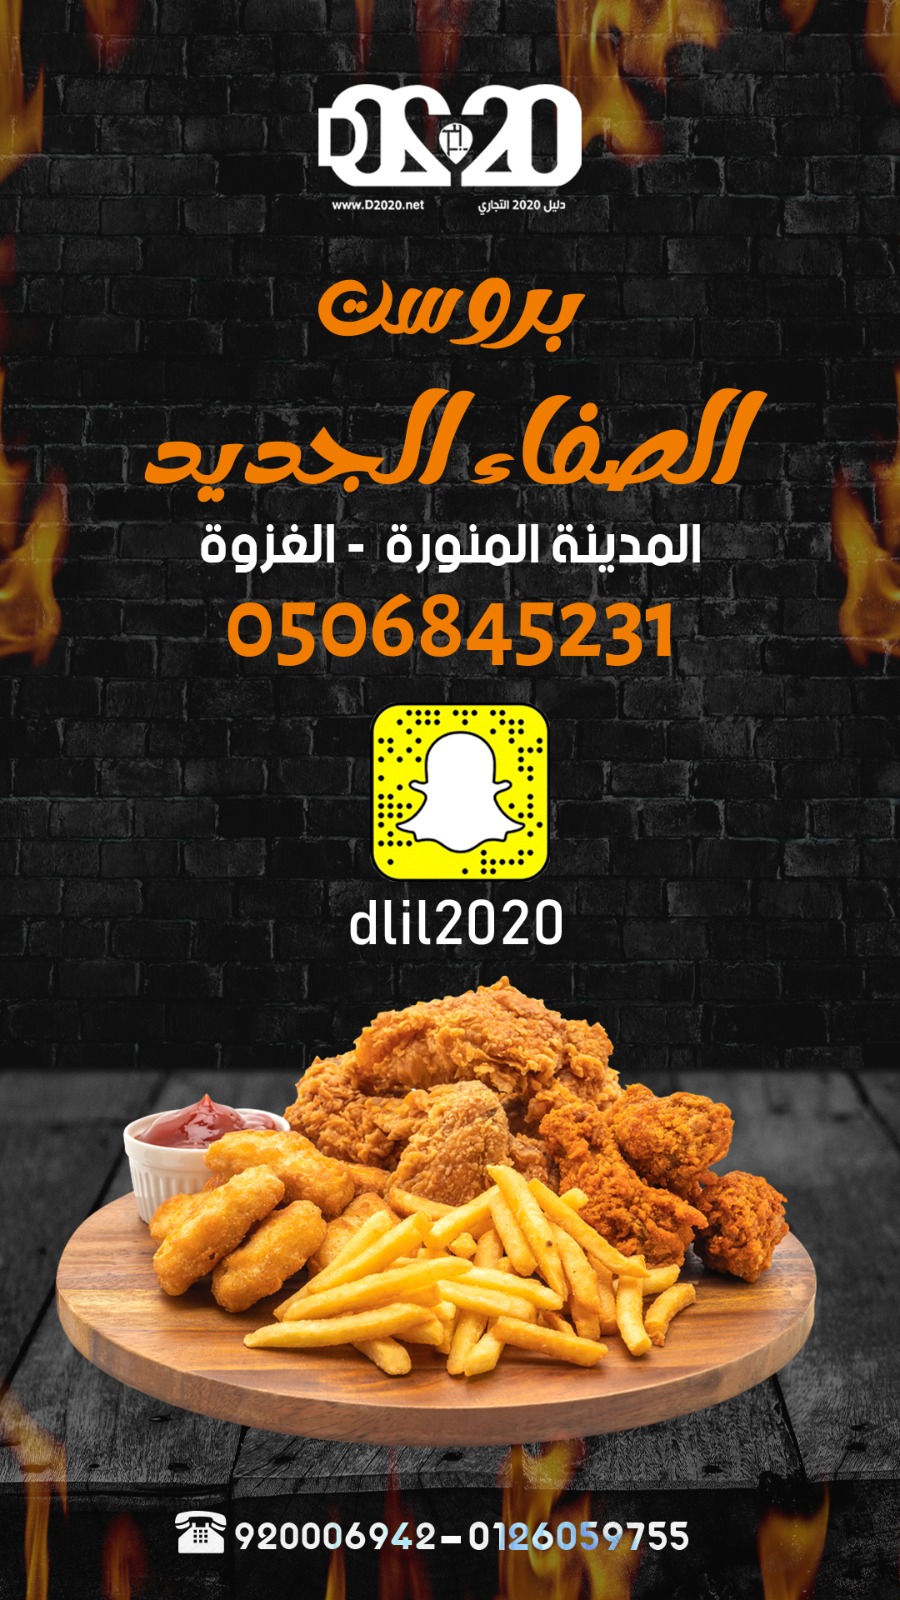 D2020
www.D2020.net دليل 2020 التجاري
بروست
الصفاء الجديد
المدينة المنورة - الغزوة
0506845231
dlil2020
920006942-0126059755